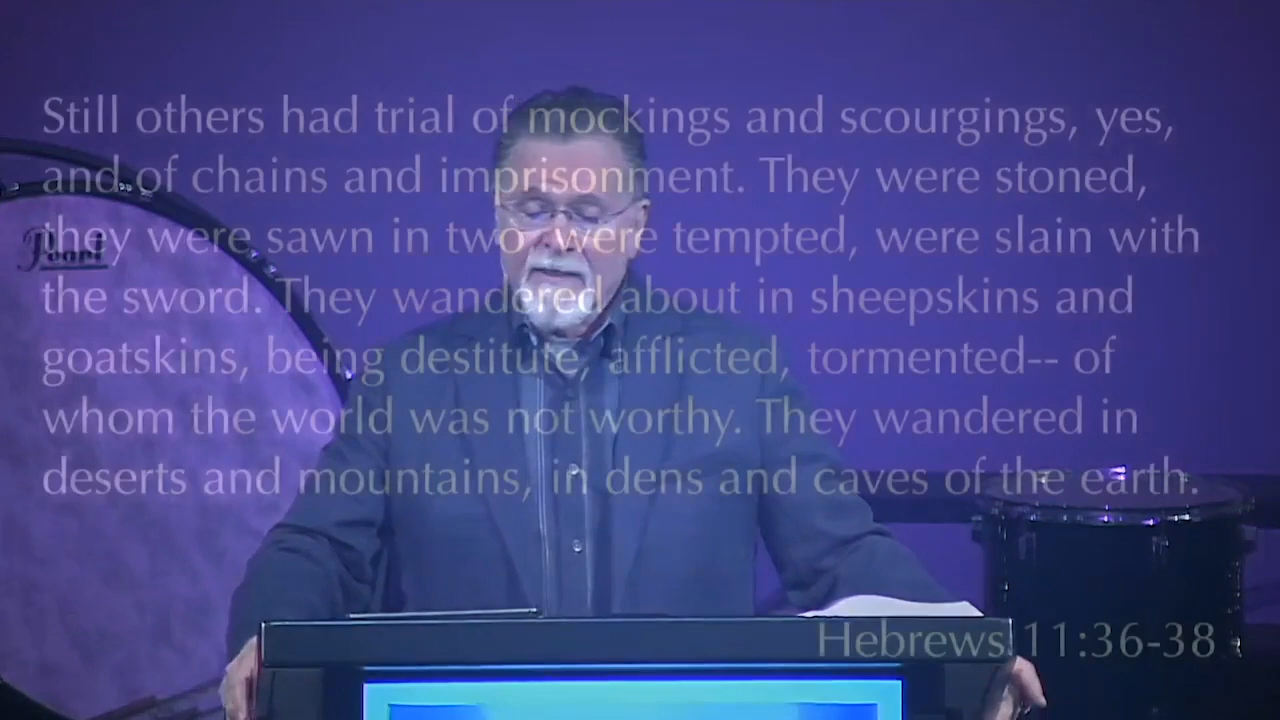 Still others had trial of mockings and scourgings, yes,
and of chains and imprisonment. They were stoned,
they were sawn in two, were tempted, were slain with
the sword. They wandered about in sheepskins and
goatskins, being destitute, afflicted, tormented-- of
whom the world was not worthy. They wandered in
deserts and mountains, in dens and caves of the earth.
Hebrews 11:36-38
Pearl